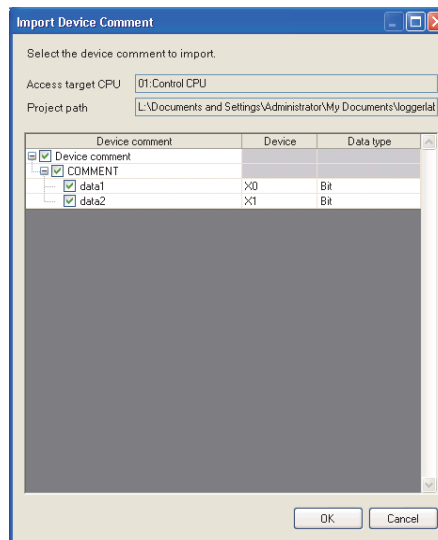 Import Device Comment
Select the device comment to import.
Access target CPU 01:Control CPU
Project path L:\Documents and Settings\Administrator\My Documents\loggerlab
Device comment Device Data type
Device comment
COMMENT
data1 X0 Bit
data2 X1 Bit
OK Cancel